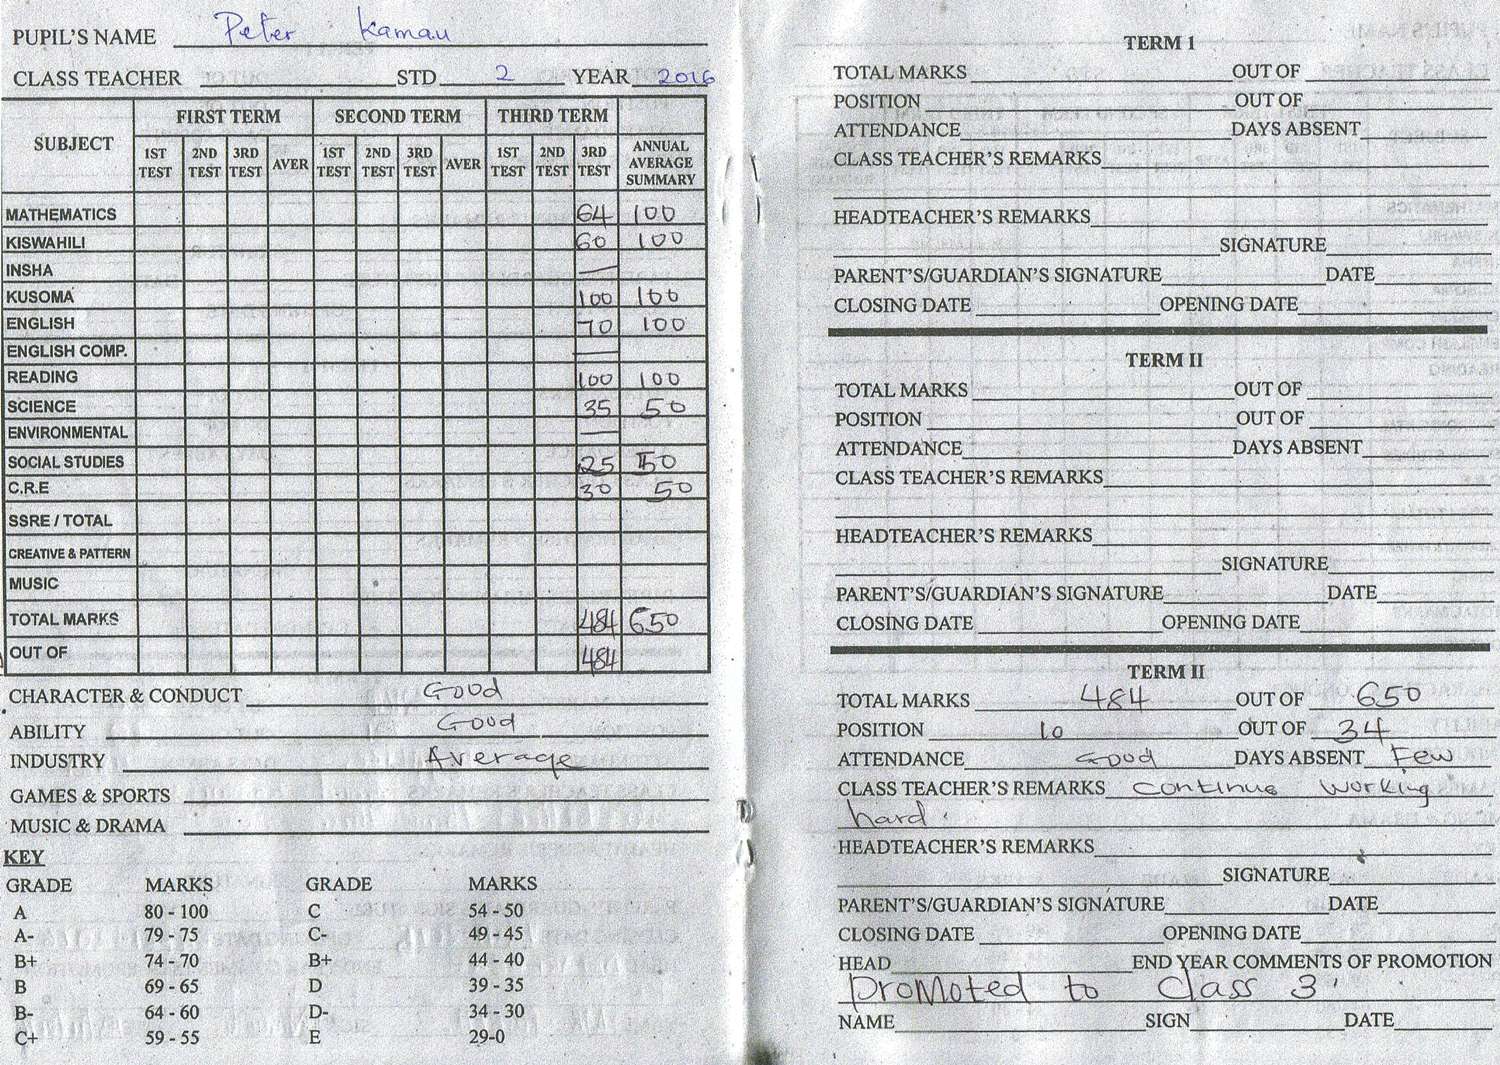 PUPIL'S NAME Peter Kamau
CLASS TEACHER STD 2 YEAR 2016
SUBJECT FIRST TERM SECOND TERM THIRD TERM
1ST TEST 2ND TEST 3RD TEST AVER 1ST TEST 2ND TEST 3RD TEST AVER 1ST TEST 2ND TEST 3RD TEST ANNUAL AVERAGE SUMMARY
MATHEMATICS 64 100
KISWAHILI 60 100
INSHA —
KUSOMA 100 100
ENGLISH 70 100
ENGLISH COMP. —
READING 100 100
SCIENCE 35 50
ENVIRONMENTAL —
SOCIAL STUDIES 25 50
C.R.E 30 50
SSRE / TOTAL
CREATIVE & PATTERN
MUSIC
TOTAL MARKS 484 650
OUT OF 484
CHARACTER & CONDUCT Good
ABILITY Good
INDUSTRY Average
GAMES & SPORTS
MUSIC & DRAMA
KEY
GRADE MARKS GRADE MARKS
A 80 - 100 C 54 - 50
A- 79 - 75 C- 49 - 45
B+ 74 - 70 B+ 44 - 40
B 69 - 65 D 39 - 35
B- 64 - 60 D- 34 - 30
C+ 59 - 55 E 29-0
TERM 1
TOTAL MARKS OUT OF
POSITION OUT OF
ATTENDANCE DAYS ABSENT
CLASS TEACHER'S REMARKS
HEADTEACHER'S REMARKS
SIGNATURE
PARENT'S/GUARDIAN'S SIGNATURE DATE
CLOSING DATE OPENING DATE
TERM II
TOTAL MARKS OUT OF
POSITION OUT OF
ATTENDANCE DAYS ABSENT
CLASS TEACHER'S REMARKS
HEADTEACHER'S REMARKS
SIGNATURE
PARENT'S/GUARDIAN'S SIGNATURE DATE
CLOSING DATE OPENING DATE
TERM II
TOTAL MARKS 484 OUT OF 650
POSITION 10 OUT OF 34
ATTENDANCE Good DAYS ABSENT Few
CLASS TEACHER'S REMARKS continue working
hard.
HEADTEACHER'S REMARKS
SIGNATURE
PARENT'S/GUARDIAN'S SIGNATURE DATE
CLOSING DATE OPENING DATE
HEAD END YEAR COMMENTS OF PROMOTION
Promoted to Class 3.
NAME SIGN DATE